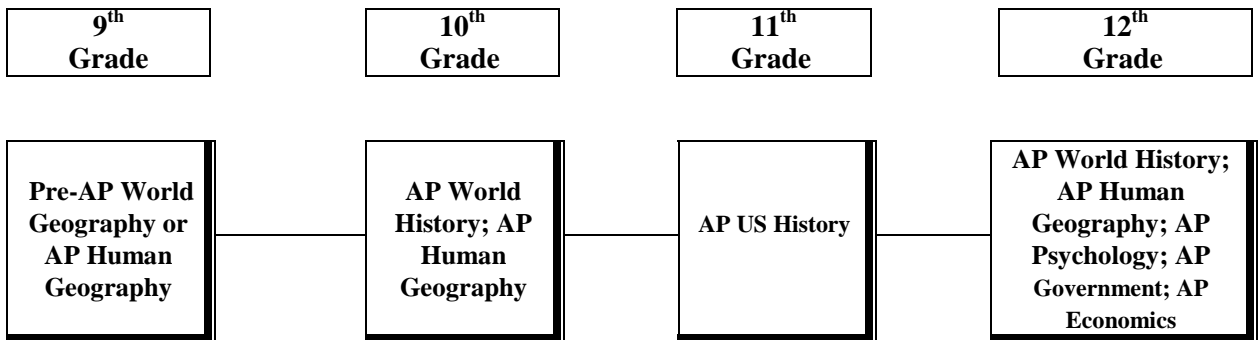 9th
Grade
10th
Grade
11th
Grade
12th
Grade
Pre-AP World
Geography or
AP Human
Geography
AP World
History; AP
Human
Geography
AP US History
AP World History;
AP Human
Geography; AP
Psychology; AP
Government; AP
Economics